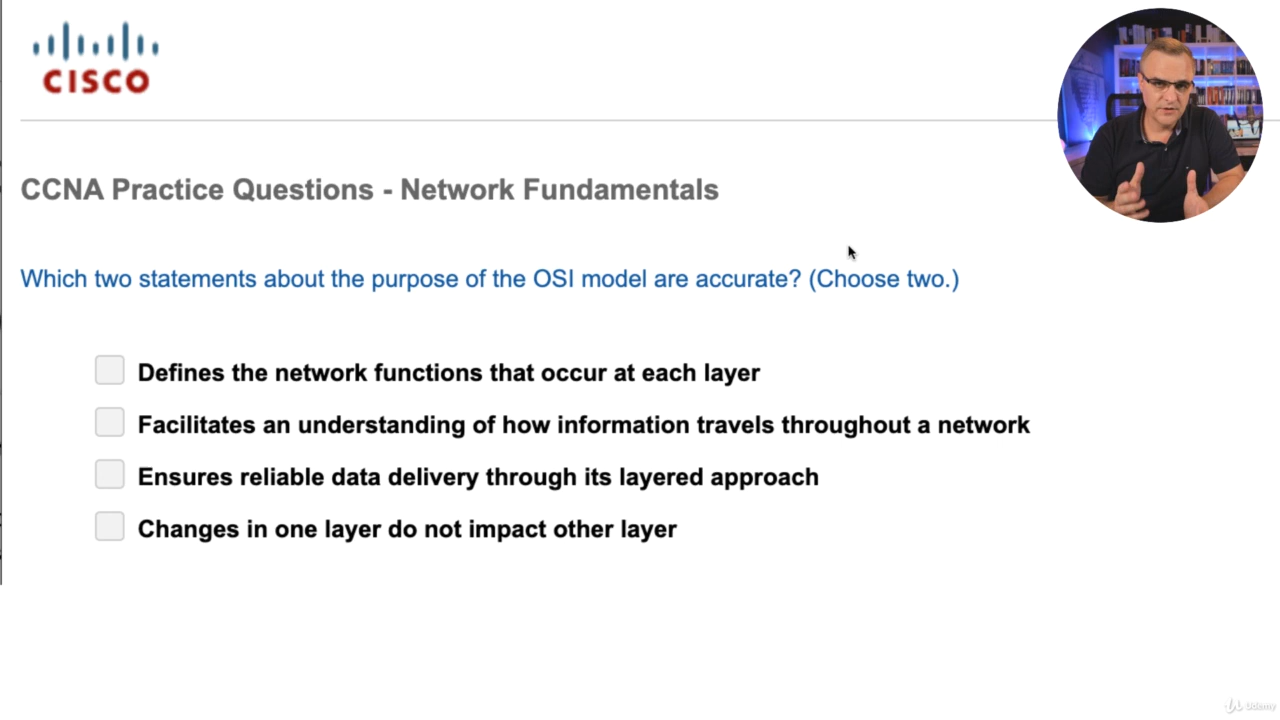 CISCO
CCNA Practice Questions - Network Fundamentals
Which two statements about the purpose of the OSI model are accurate? (Choose two.)
Defines the network functions that occur at each layer
Facilitates an understanding of how information travels throughout a network
Ensures reliable data delivery through its layered approach
Changes in one layer do not impact other layer
Udemy